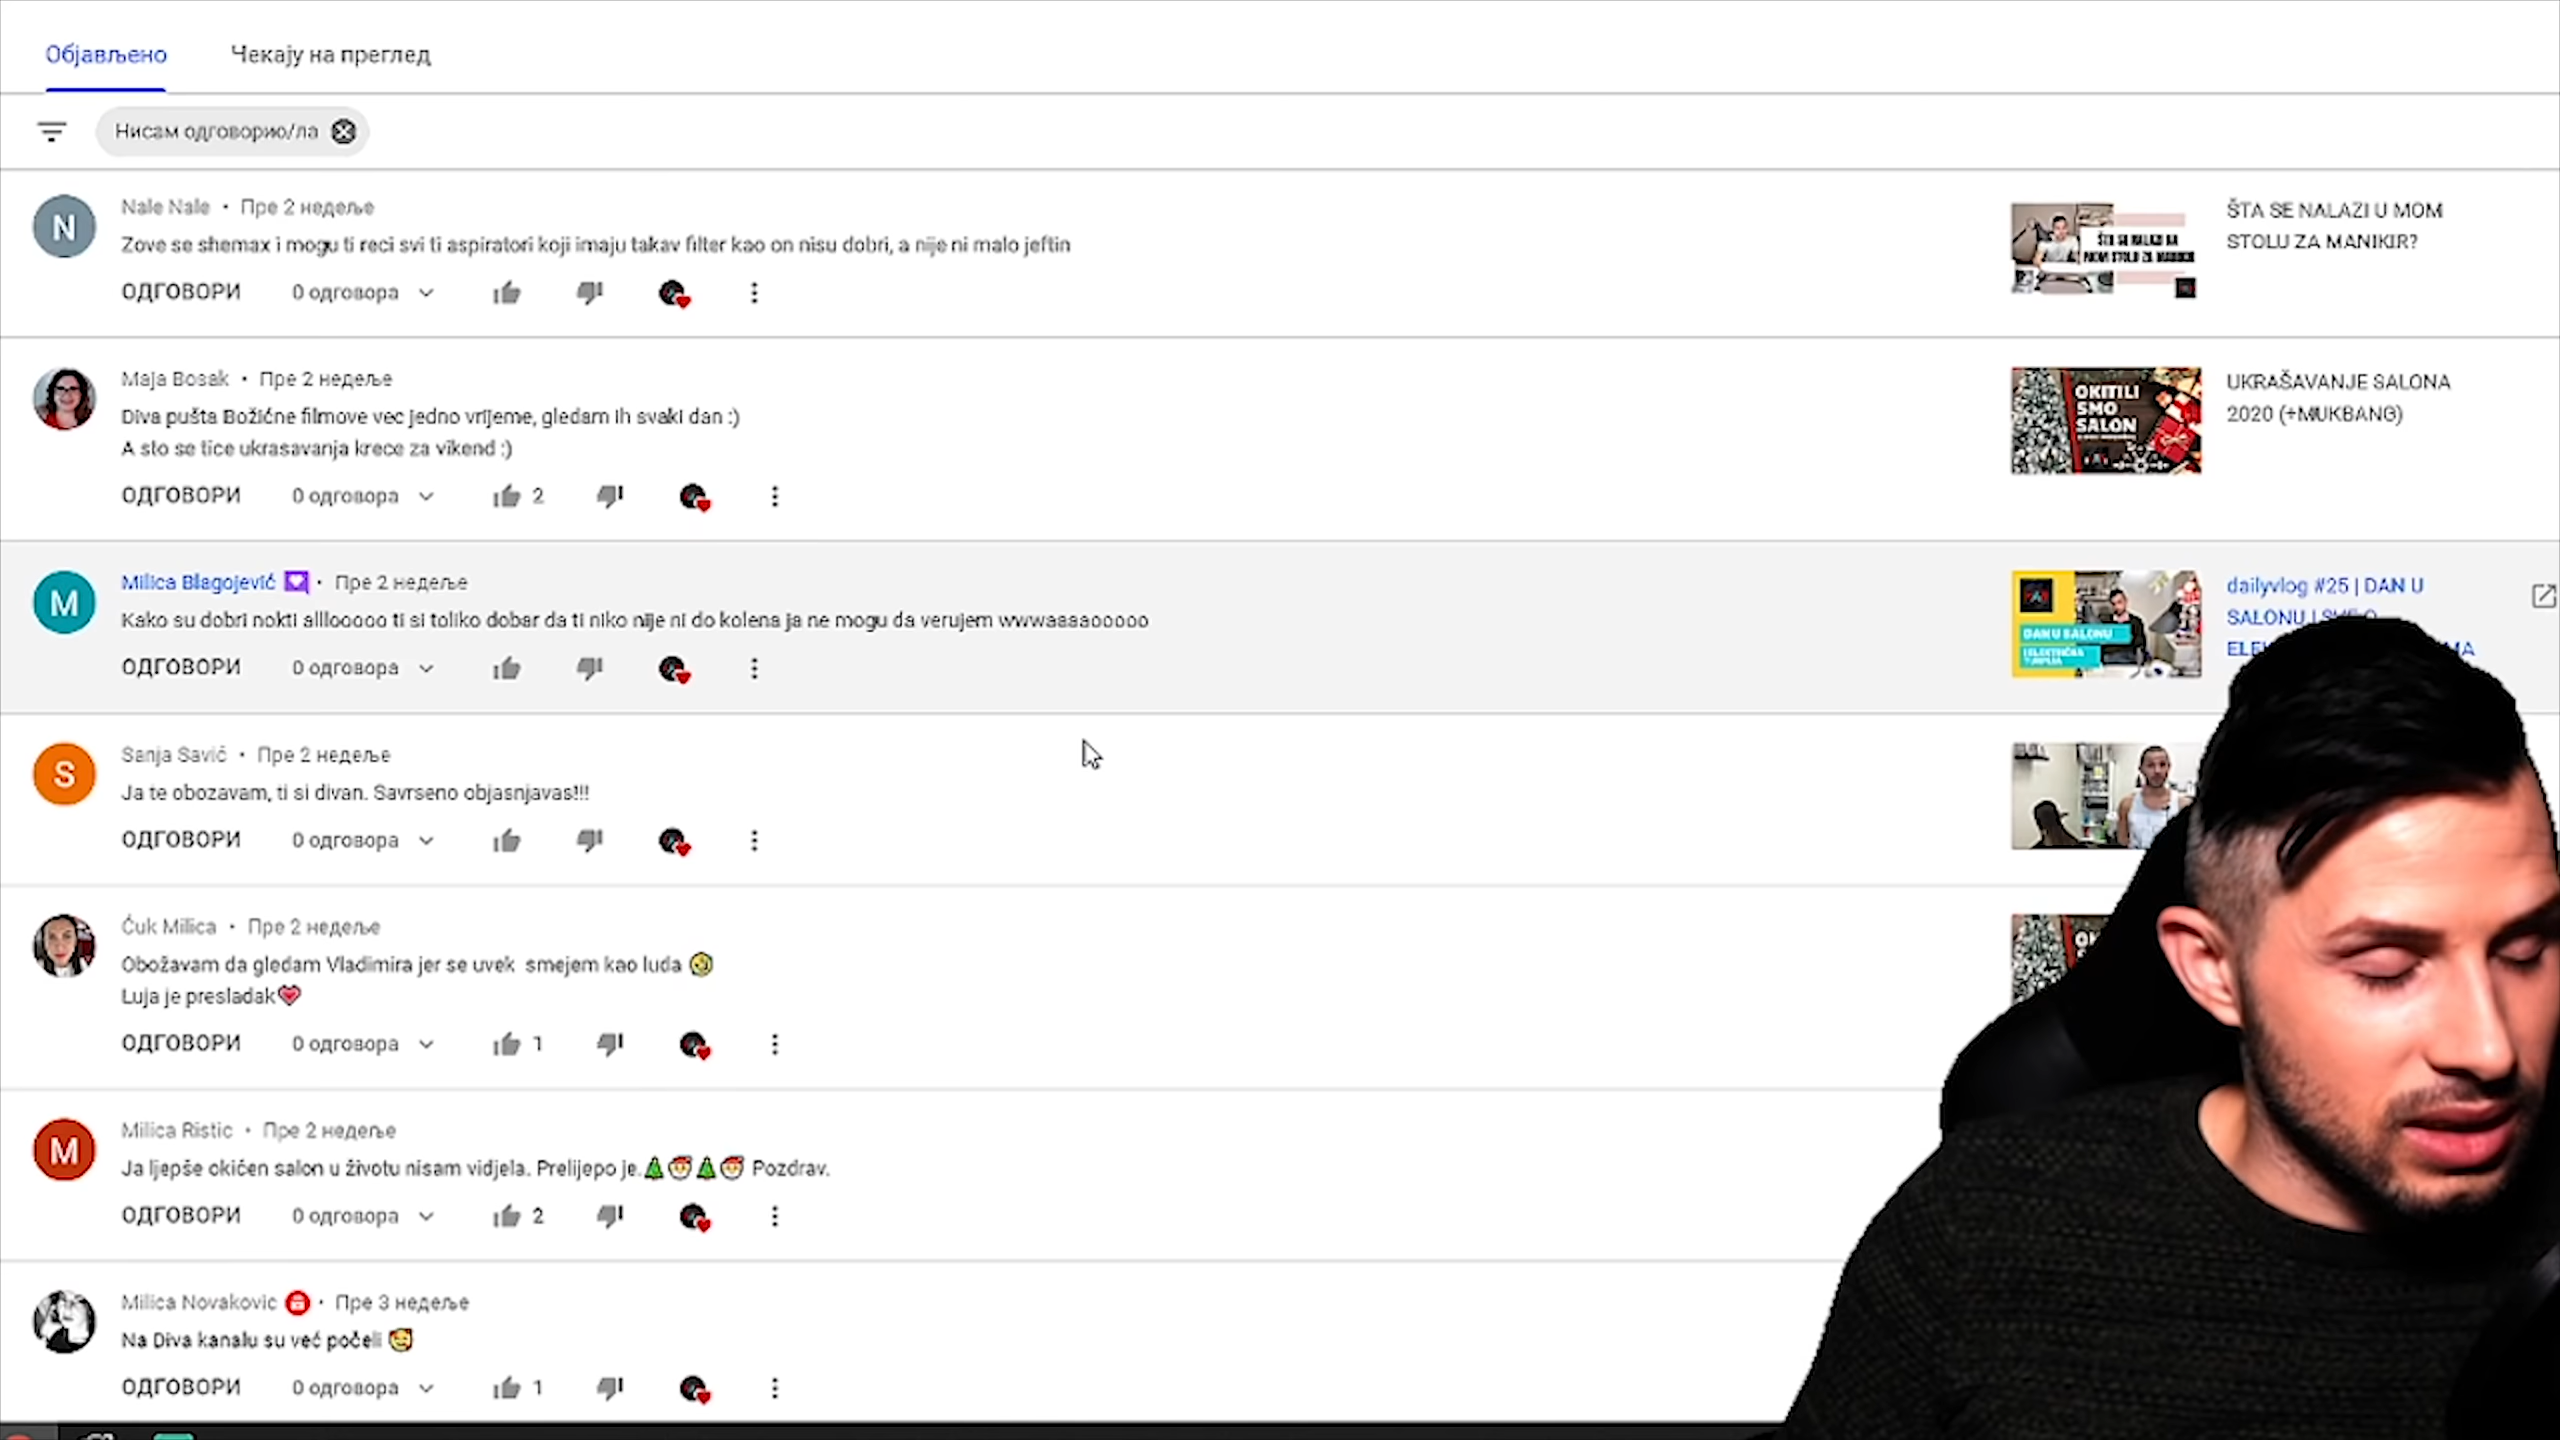 Објављено
Чекају на преглед
Нисам одговорио/ла
N
Nale Nale • Пре 2 недеље
Zove se shemax i mogu ti reci svi ti aspiratori koji imaju takav filter kao on nisu dobri, a nije ni malo jeftin
ОДГОВОРИ 0 одговора
ŠTA SE NALAZI U MOM
STOLU ZA MANIKIR?
Maja Bosak • Пре 2 недеље
Diva pušta Božićne filmove vec jedno vrijeme, gledam ih svaki dan :)
A sto se tice ukrasavanja krece za vikend :)
ОДГОВОРИ 0 одговора 2
OKITILI
SMO
SALON
UKRAŠAVANJE SALONA
2020 (+MUKBANG)
M
Milica Blagojević • Пре 2 недеље
Kako su dobri nokti alllooooo ti si toliko dobar da ti niko nije ni do kolena ja ne mogu da verujem wwwaaaaooooo
ОДГОВОРИ 0 одговора
DAN U SALONU
dailyvlog #25 | DAN U
SALONU |
S
Sanja Savić • Пре 2 недеље
Ja te obozavam, ti si divan. Savrseno objasnjavas!!!
ОДГОВОРИ 0 одговора
Ćuk Milica • Пре 2 недеље
Obožavam da gledam Vladimira jer se uvek smejem kao luda
Luja je presladak
ОДГОВОРИ 0 одговора 1
M
Milica Ristic • Пре 2 недеље
Ja ljepše okićen salon u životu nisam vidjela. Prelijepo je. Pozdrav.
ОДГОВОРИ 0 одговора 2
Milica Novakovic • Пре 3 недеље
Na Diva kanalu su već počeli
ОДГОВОРИ 0 одговора 1